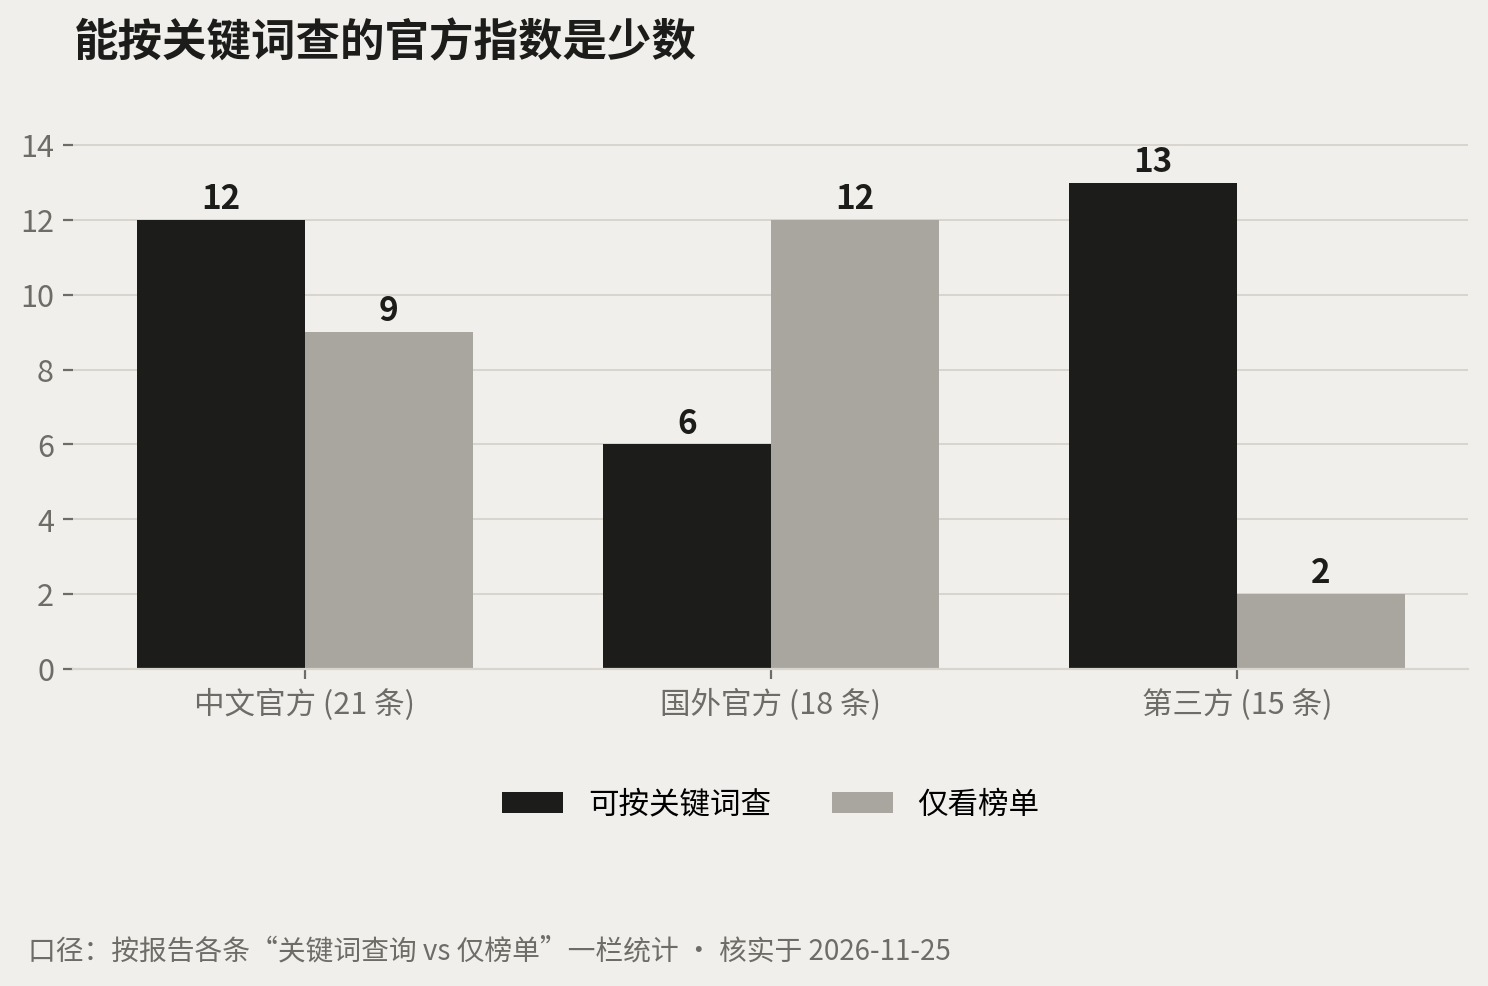 能按关键词查的官方指数是少数
14
12
10
8
6
4
2
0
12
9
6
12
13
2
中文官方 (21 条)
国外官方 (18 条)
第三方 (15 条)
可按关键词查
仅看榜单
口径：按报告各条“关键词查询 vs 仅榜单”一栏统计 · 核实于 2026-11-25